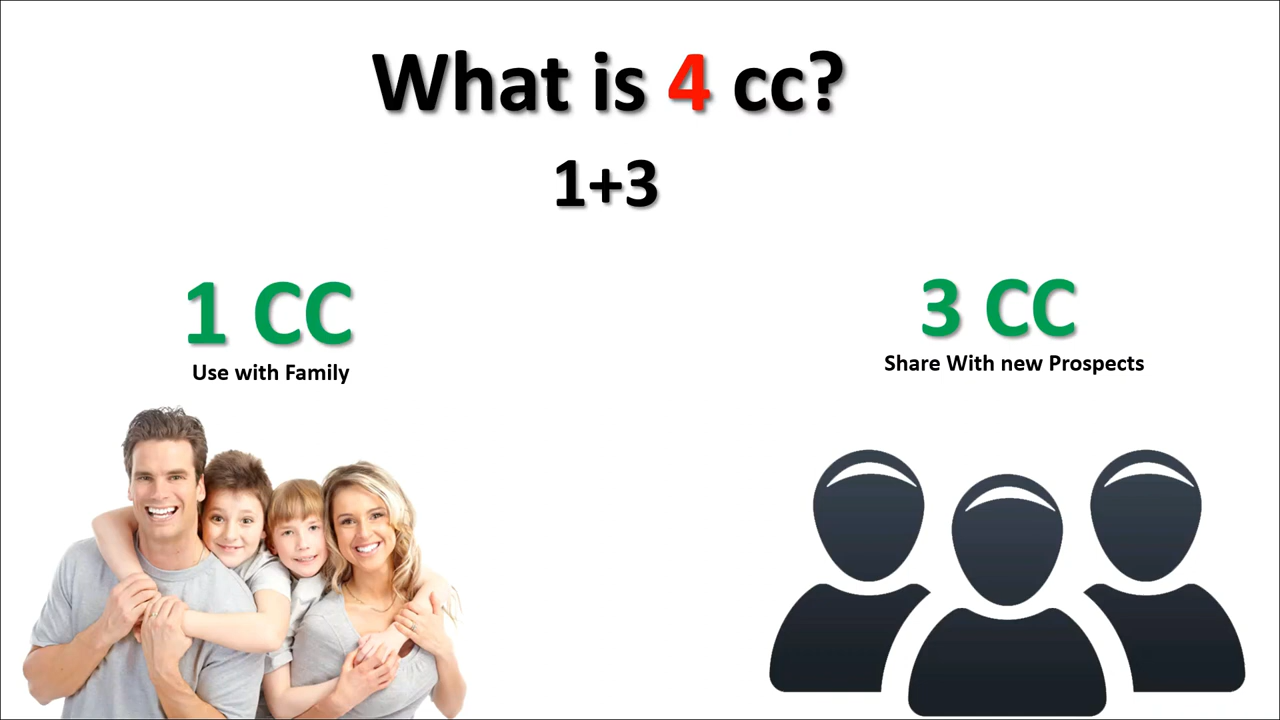 What is 4 cc?
1+3
1 CC
Use with Family
3 CC
Share With new Prospects